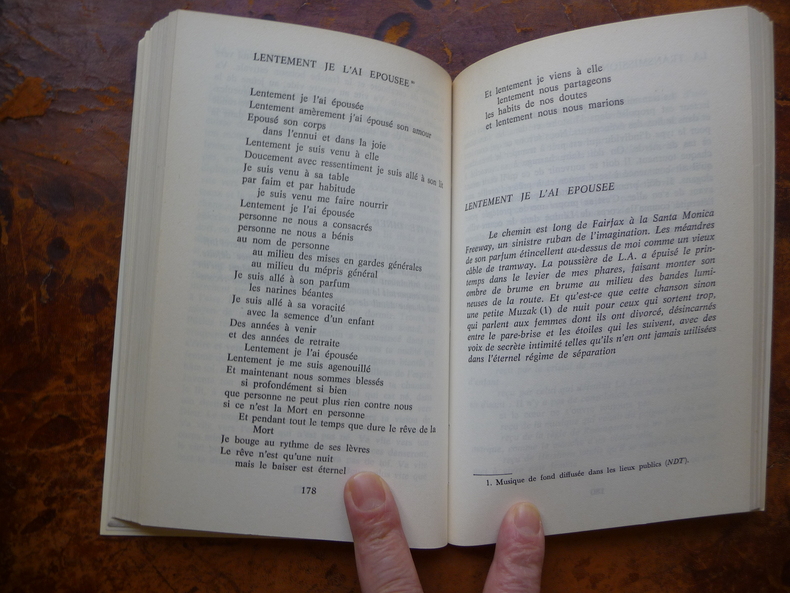 LENTEMENT JE L'AI EPOUSEE*
Lentement je l'ai épousée
Lentement amèrement j'ai épousé son amour
Epousé son corps
dans l'ennui et dans la joie
Lentement je suis venu à elle
Doucement avec ressentiment je suis allé à son lit
Je suis venu à sa table
par faim et par habitude
je suis venu me faire nourrir
Lentement je l'ai épousée
personne ne nous a consacrés
personne ne nous a bénis
au nom de personne
au milieu des mises en gardes générales
au milieu du mépris général
Je suis allé à son parfum
les narines béantes
Je suis allé à sa voracité
avec la semence d'un enfant
Des années à venir
et des années de retraite
Lentement je l'ai épousée
Lentement je me suis agenouillé
Et maintenant nous sommes blessés
si profondément si bien
que personne ne peut plus rien contre nous
si ce n'est la Mort en personne
Et pendant tout le temps que dure le rêve de la
Mort
Je bouge au rythme de ses lèvres
Le rêve n'est qu'une nuit
mais le baiser est éternel
178
Et lentement je viens à elle
lentement nous partageons
les habits de nos doutes
et lentement nous nous marions
LENTEMENT JE L'AI EPOUSEE
Le chemin est long de Fairfax à la Santa Monica
Freeway, un sinistre ruban de l'imagination. Les méandres
de son parfum étincellent au-dessus de moi comme un vieux
câble de tramway. La poussière de L.A. a épuisé le prin-
temps dans le levier de mes phares, faisant monter son
ombre de brume en brume au milieu des bandes lumi-
neuses de la route. Et qu'est-ce que cette chanson sinon
une petite Muzak (1) de nuit pour ceux qui sortent trop,
qui parlent aux femmes dont ils ont divorcé, désincarnés
entre le pare-brise et les étoiles qui les suivent, avec des
voix de secrète intimité telles qu'ils n'en ont jamais utilisées
dans l'éternel régime de séparation
1. Musique de fond diffusée dans les lieux publics (NDT).